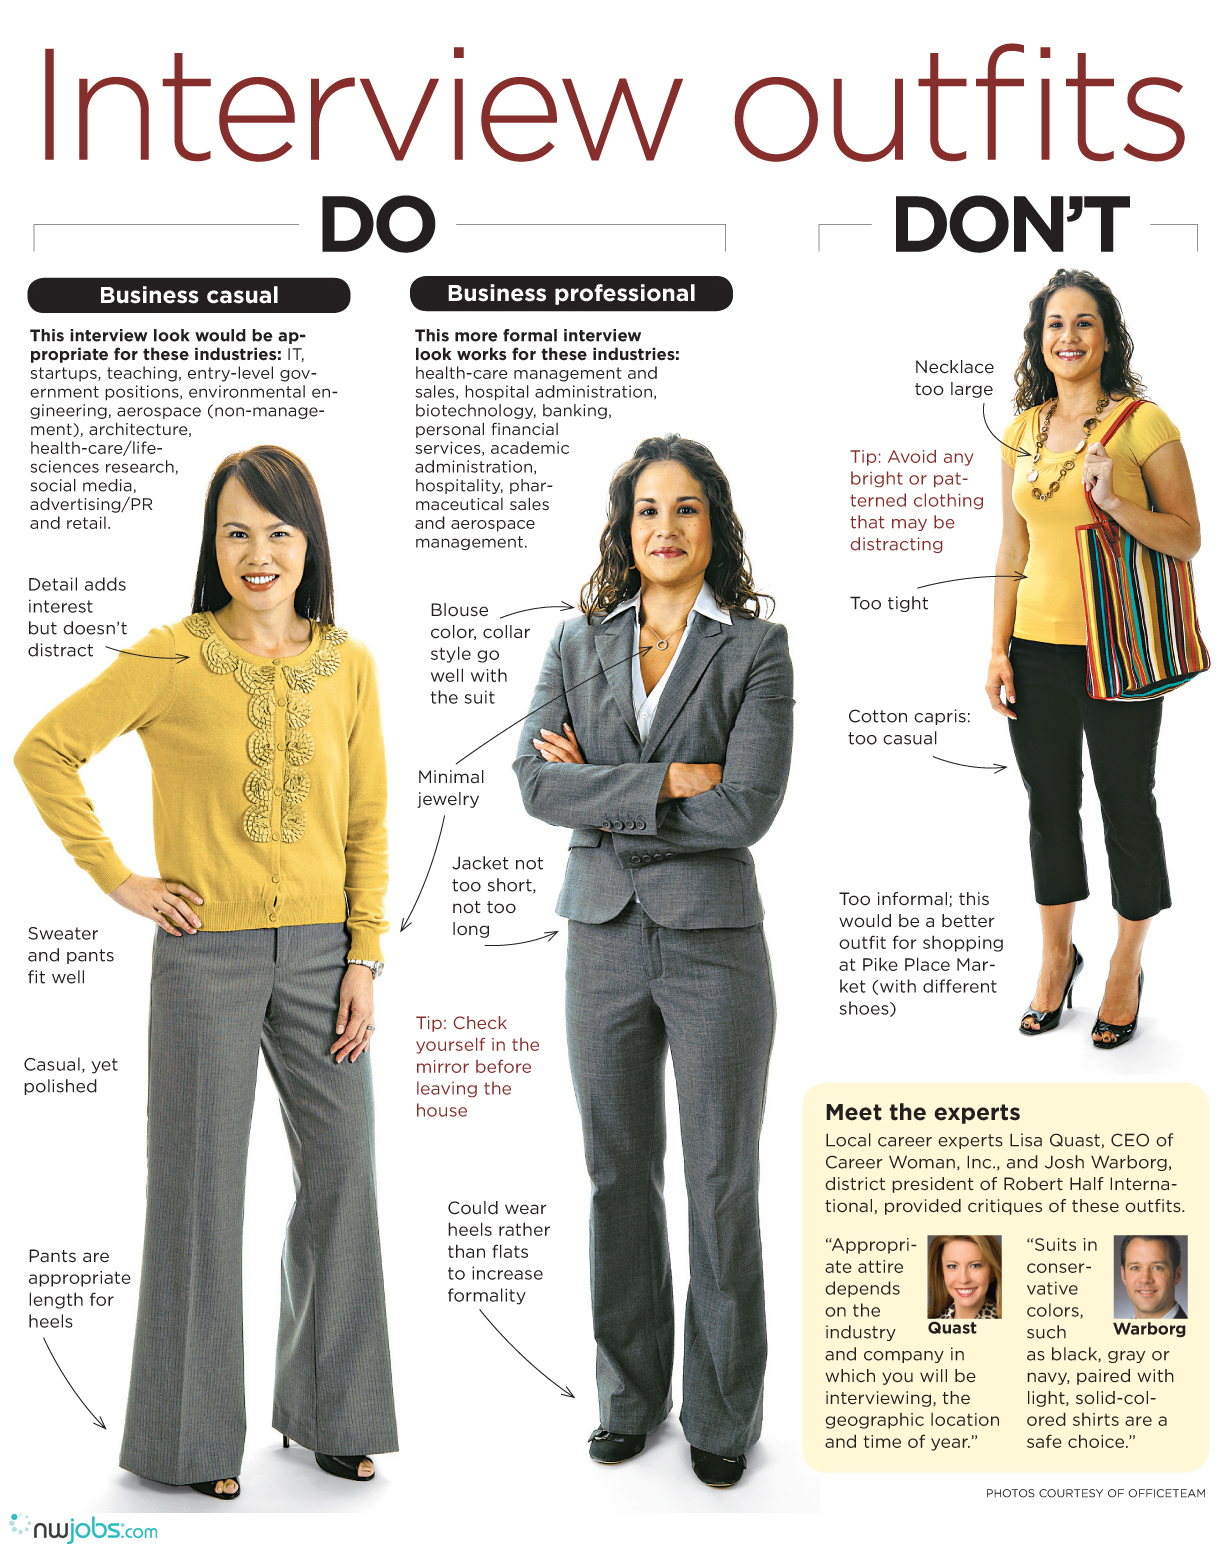 Interview outfits
DO
DON'T
Business casual
This interview look would be ap-
propriate for these industries: IT,
startups, teaching, entry-level gov-
ernment positions, environmental en-
gineering, aerospace (non-manage-
ment), architecture,
health-care/life-
sciences research,
social media,
advertising/PR
and retail.
Detail adds
interest
but doesn't
distract
Sweater
and pants
fit well
Casual, yet
polished
Pants are
appropriate
length for
heels
Business professional
This more formal interview
look works for these industries:
health-care management and
sales, hospital administration,
biotechnology, banking,
personal financial
services, academic
administration,
hospitality, phar-
maceutical sales
and aerospace
management.
Blouse
color, collar
style go
well with
the suit
Minimal
jewelry
Jacket not
too short,
not too
long
Tip: Check
yourself in the
mirror before
leaving the
house
Could wear
heels rather
than flats
to increase
formality
Necklace
too large
Tip: Avoid any
bright or pat-
terned clothing
that may be
distracting
Too tight
Cotton capris:
too casual
Too informal; this
would be a better
outfit for shopping
at Pike Place Mar-
ket (with different
shoes)
Meet the experts
Local career experts Lisa Quast, CEO of
Career Woman, Inc., and Josh Warborg,
district president of Robert Half Interna-
tional, provided critiques of these outfits.
“Appropri-
ate attire
depends
on the
industry
and company in
which you will be
interviewing, the
geographic location
and time of year.”
Quast
“Suits in
conser-
vative
colors,
such
as black, gray or
navy, paired with
light, solid-col-
ored shirts are a
safe choice.”
Warborg
PHOTOS COURTESY OF OFFICETEAM
nwjobs.com